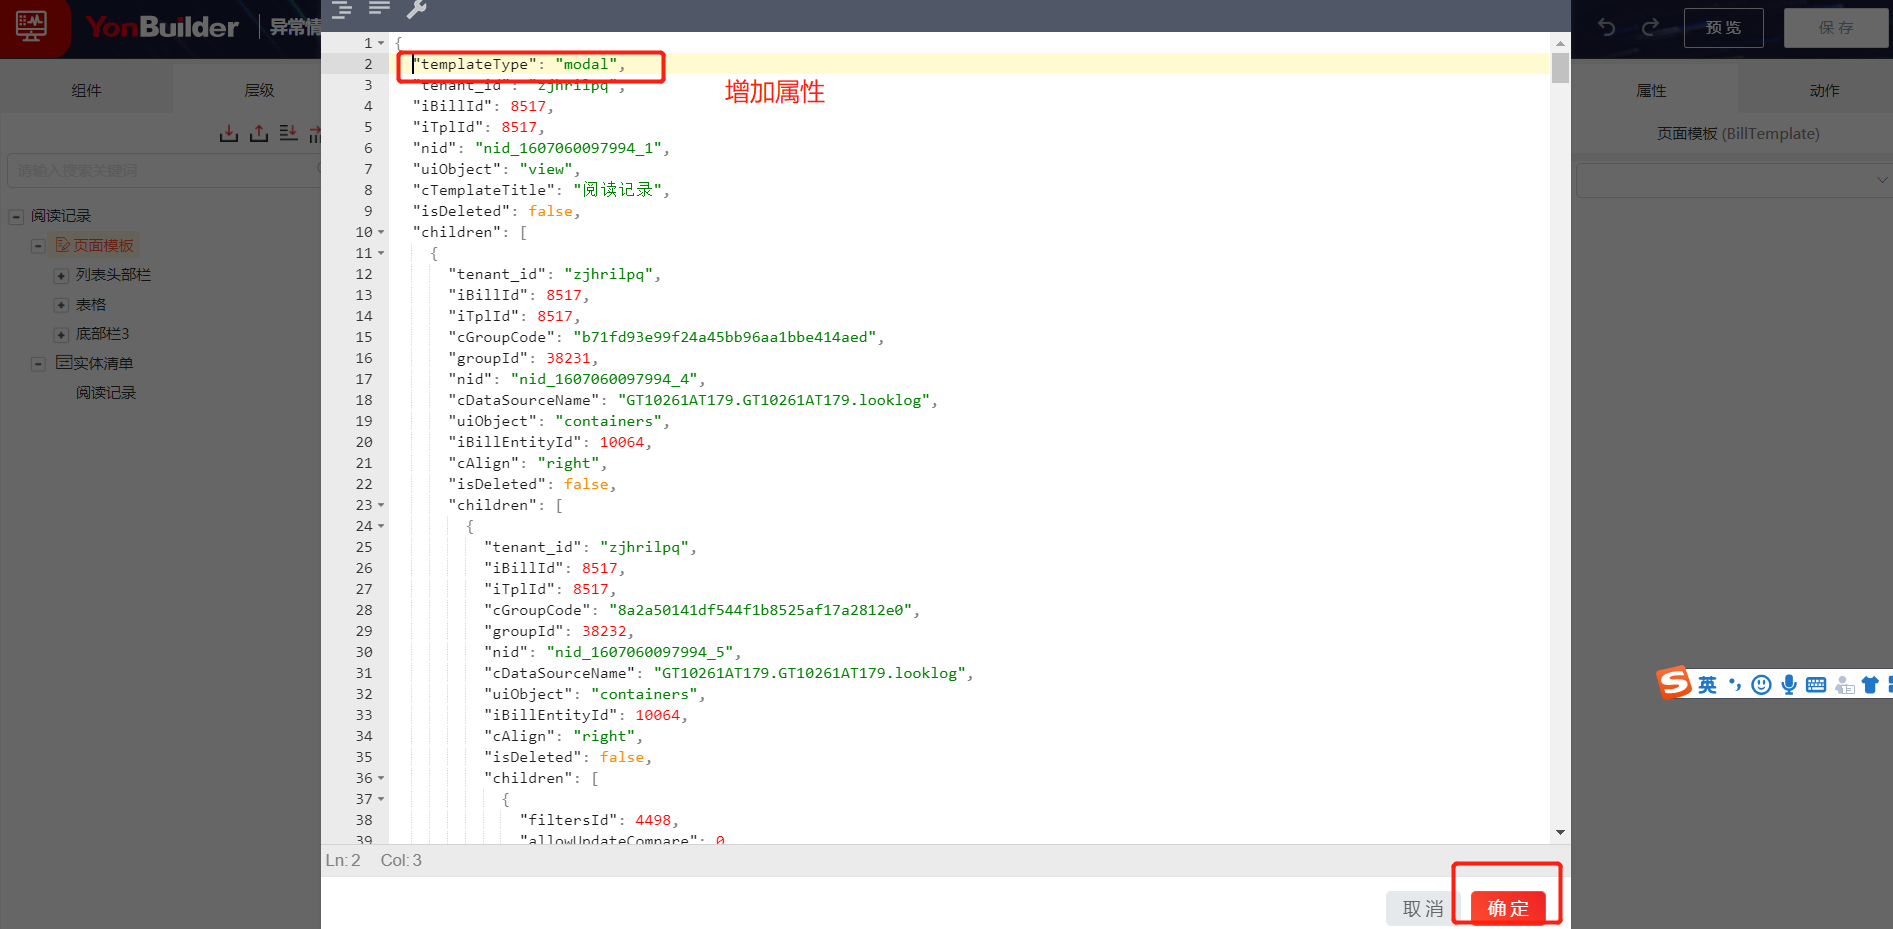 YonBuilder
异常情
预览
保存
组件
层级
属性
动作
页面模板 (BillTemplate)
请输入搜索关键词
阅读记录
页面模板
列表头部栏
表格
底部栏3
实体清单
阅读记录
1 {
2 "templateType": "modal",
增加属性
3 "tenant_id": "zjhrilpq",
4 "iBillId": 8517,
5 "iTplId": 8517,
6 "nid": "nid_1607060097994_1",
7 "uiObject": "view",
8 "cTemplateTitle": "阅读记录",
9 "isDeleted": false,
10 "children": [
11 {
12 "tenant_id": "zjhrilpq",
13 "iBillId": 8517,
14 "iTplId": 8517,
15 "cGroupCode": "b71fd93e99f24a45bb96aa1bbe414aed",
16 "groupId": 38231,
17 "nid": "nid_1607060097994_4",
18 "cDataSourceName": "GT10261AT179.GT10261AT179.looklog",
19 "uiObject": "containers",
20 "iBillEntityId": 10064,
21 "cAlign": "right",
22 "isDeleted": false,
23 "children": [
24 {
25 "tenant_id": "zjhrilpq",
26 "iBillId": 8517,
27 "iTplId": 8517,
28 "cGroupCode": "8a2a50141df544f1b8525af17a2812e0",
29 "groupId": 38232,
30 "nid": "nid_1607060097994_5",
31 "cDataSourceName": "GT10261AT179.GT10261AT179.looklog",
32 "uiObject": "containers",
33 "iBillEntityId": 10064,
34 "cAlign": "right",
35 "isDeleted": false,
36 "children": [
37 {
38 "filtersId": 4498,
39 "allowUpdateCompare": 0
Ln: 2 Col: 3
取消
确定
S 英